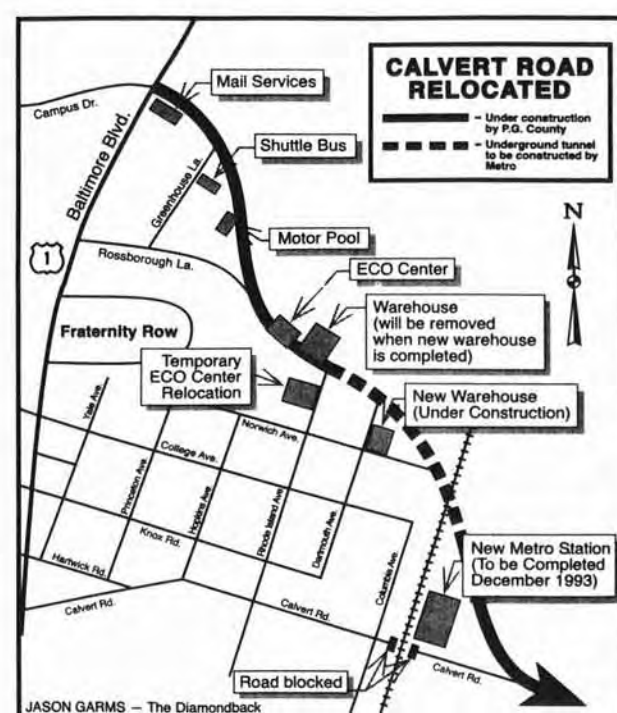 CALVERT ROAD
RELOCATED
- Under construction
by P.G. County
- Underground tunnel
to be constructed by
Metro
Mail Services
Campus Dr.
Baltimore Blvd.
Shuttle Bus
Greenhouse La.
Motor Pool
N
Rossborough La.
1
ECO Center
Warehouse
(will be removed
when new warehouse
is completed)
Fraternity Row
Temporary
ECO Center
Relocation
New Warehouse
(Under Construction)
Yale Ave.
Norwich Ave.
College Ave.
Princeton Ave.
Hopkins Ave.
Rhode Island Ave.
Dartmouth Ave.
Knox Rd.
Columbia Ave.
New Metro Station
(To be Completed
December 1993)
Hartwick Rd.
Calvert Rd.
Calvert Rd.
Calvert Rd.
Road blocked
JASON GARMS – The Diamondback